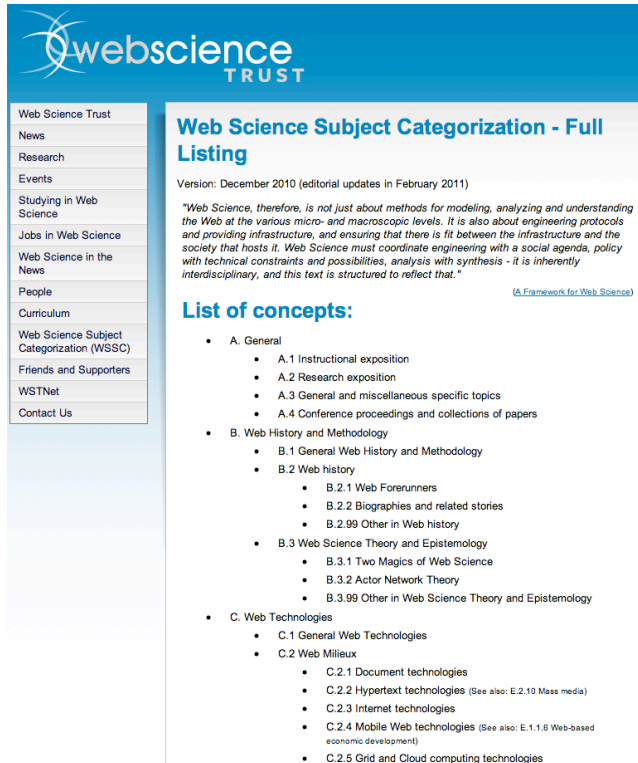 webscience
TRUST
Web Science Trust
News
Research
Events
Studying in Web
Science
Jobs in Web Science
Web Science in the
News
People
Curriculum
Web Science Subject
Categorization (WSSC)
Friends and Supporters
WSTNet
Contact Us
Web Science Subject Categorization - Full
Listing
Version: December 2010 (editorial updates in February 2011)
"Web Science, therefore, is not just about methods for modeling, analyzing and understanding
the Web at the various micro- and macroscopic levels. It is also about engineering protocols
and providing infrastructure, and ensuring that there is fit between the infrastructure and the
society that hosts it. Web Science must coordinate engineering with a social agenda, policy
with technical constraints and possibilities, analysis with synthesis - it is inherently
interdisciplinary, and this text is structured to reflect that."
(A Framework for Web Science)
List of concepts:
• A. General
• A.1 Instructional exposition
• A.2 Research exposition
• A.3 General and miscellaneous specific topics
• A.4 Conference proceedings and collections of papers
• B. Web History and Methodology
• B.1 General Web History and Methodology
• B.2 Web history
• B.2.1 Web Forerunners
• B.2.2 Biographies and related stories
• B.2.99 Other in Web history
• B.3 Web Science Theory and Epistemology
• B.3.1 Two Magics of Web Science
• B.3.2 Actor Network Theory
• B.3.99 Other in Web Science Theory and Epistemology
• C. Web Technologies
• C.1 General Web Technologies
• C.2 Web Milieux
• C.2.1 Document technologies
• C.2.2 Hypertext technologies (See also: E.2.10 Mass media)
• C.2.3 Internet technologies
• C.2.4 Mobile Web technologies (See also: E.1.1.6 Web-based
economic development)
• C.2.5 Grid and Cloud computing technologies